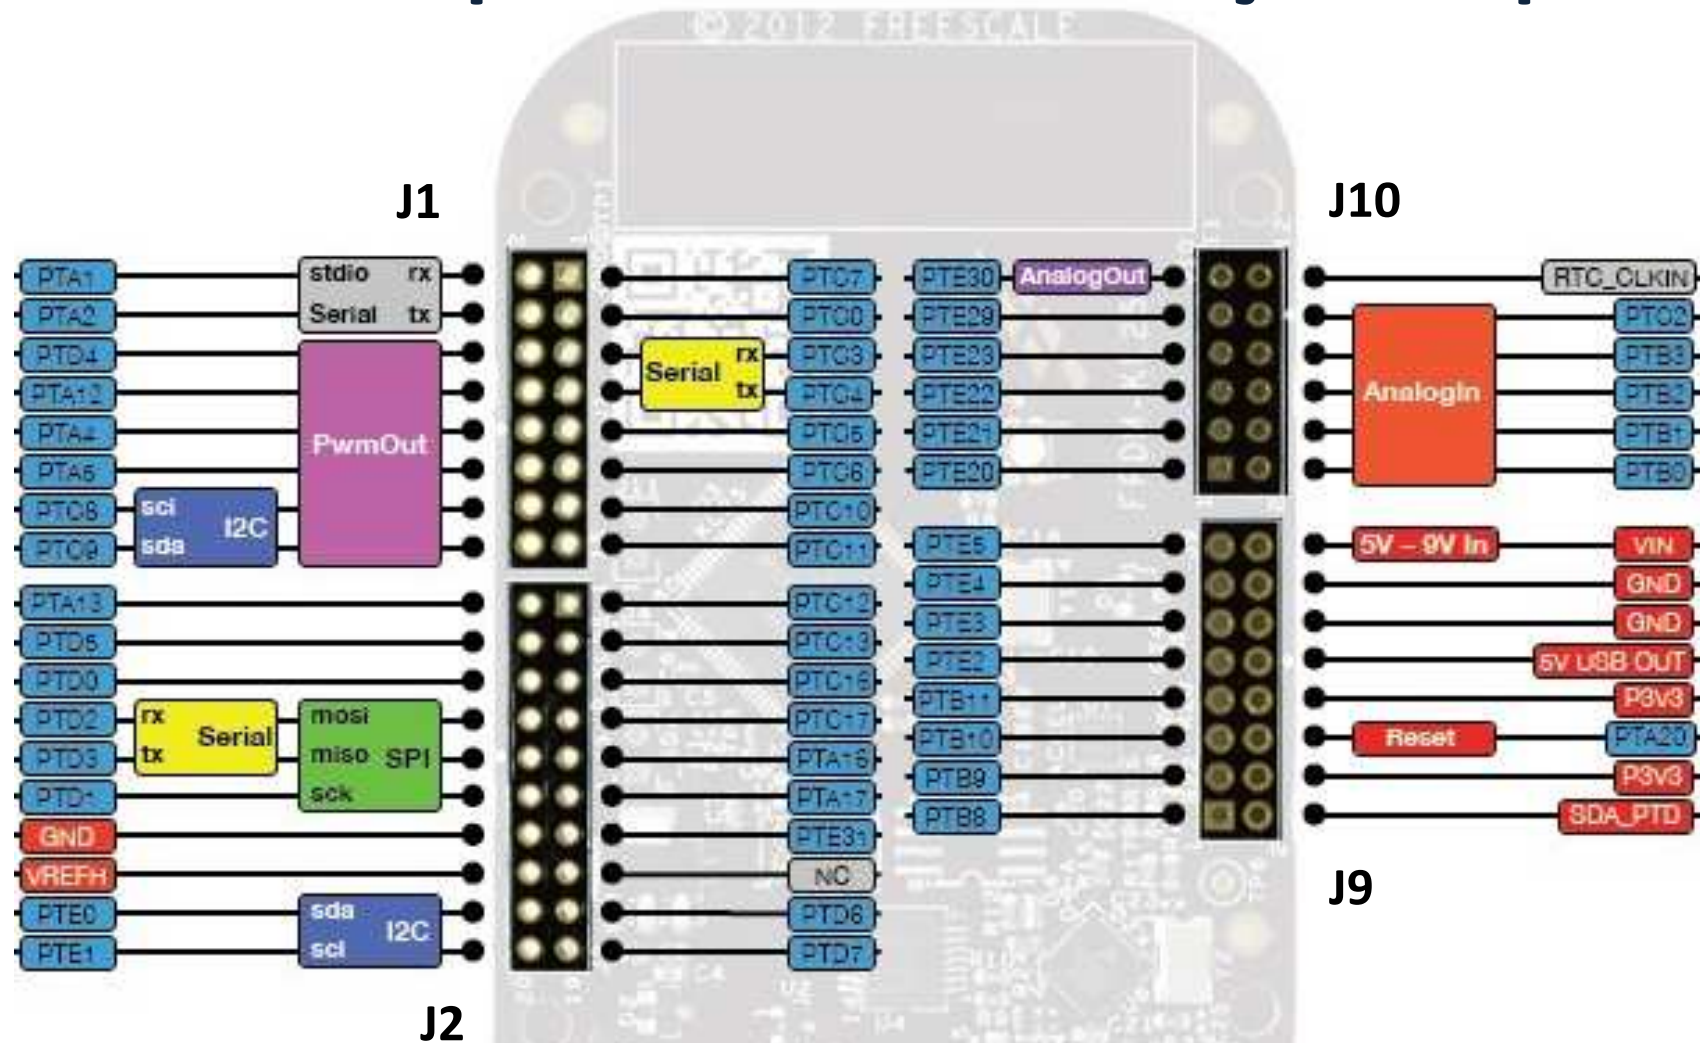 © 2012 FREESCALE
J1
J10
PTA1 stdio rx
PTA2 Serial tx
PTD4
PTA12
PTA4
PTA5
PwmOut
PTC8 scl
PTC9 sda
I2C
PTC7
PTC0
PTC3 rx
PTC4 tx
Serial
PTC5
PTC6
PTC10
PTC11
PTE30 AnalogOut
PTE29
PTE23
PTE22
PTE21
PTE20
RTC_CLKIN
PTC2
PTB3
PTB2
PTB1
PTB0
AnalogIn
PTA13
PTD5
PTD0
PTD2 rx mosi
PTD3 tx miso
Serial SPI
PTD1 sck
GND
VREFH
PTE0 sda
PTE1 scl
I2C
PTC12
PTC13
PTC16
PTC17
PTA16
PTA17
PTE31
NC
PTD6
PTD7
PTE5
PTE4
PTE3
PTE2
PTB11
PTB10
PTB9
PTB8
5V – 9V In VIN
GND
GND
5V USB OUT
P3V3
Reset PTA20
P3V3
SDA_PTD
J9
J2